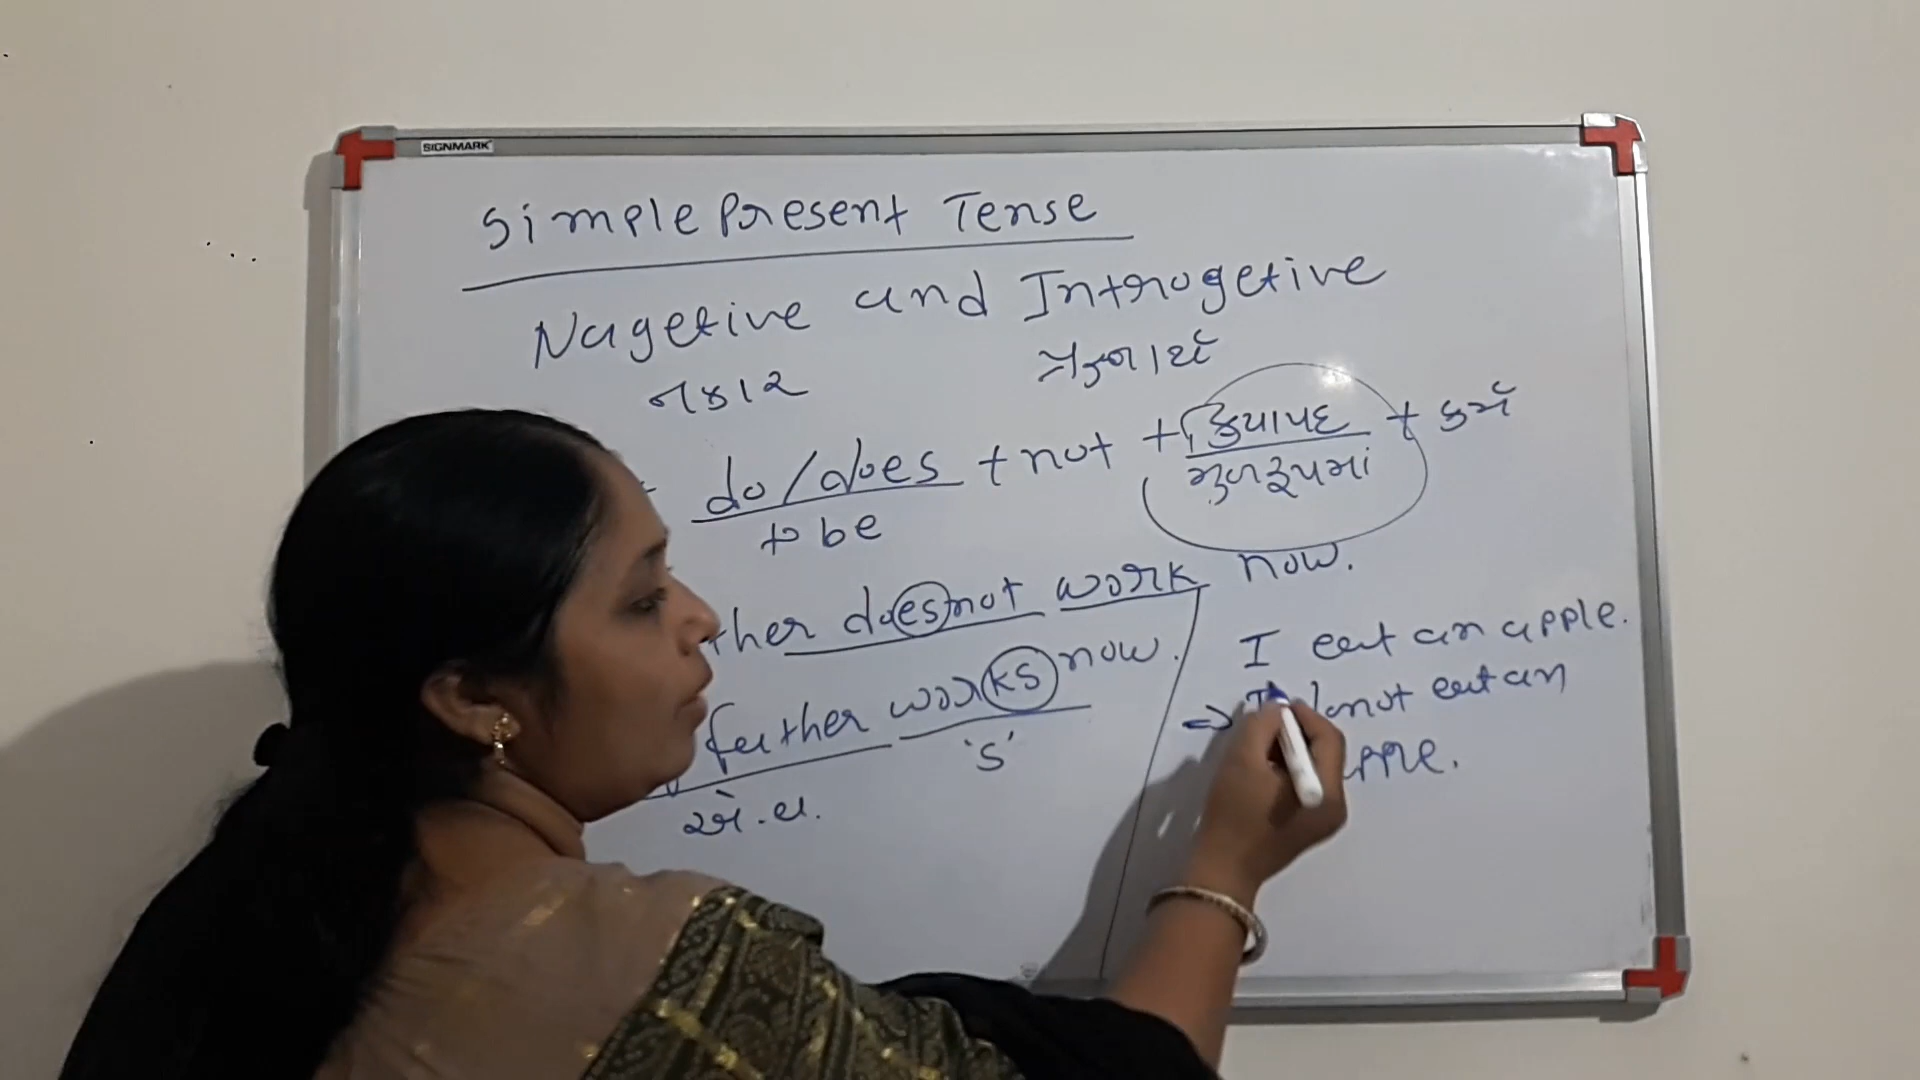 SIGNMARK
Simple Present Tense
Nagetive and Introgetive
નકાર પ્રશ્નાર્થ
do/does + not + ક્રિયાપદ + કર્મ
to be મુળરૂપમાં
ther does not work now.
father works now.
's'
એ.વ.
I eat an apple.
⇒ I not eat an
apple.